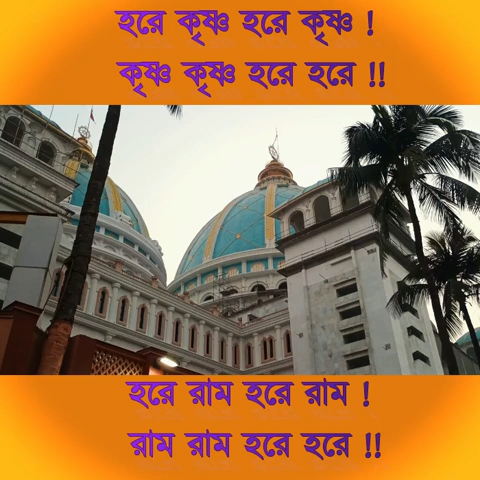 হরে কৃষ্ণ হরে কৃষ্ণ !
কৃষ্ণ কৃষ্ণ হরে হরে !!
হরে রাম হরে রাম !
রাম রাম হরে হরে !!